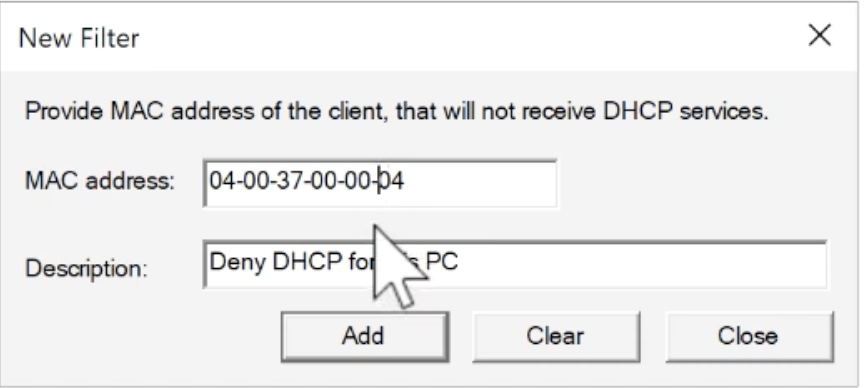 New Filter
Provide MAC address of the client, that will not receive DHCP services.
MAC address: 04-00-37-00-00-04
Description: Deny DHCP for PC
Add Clear Close